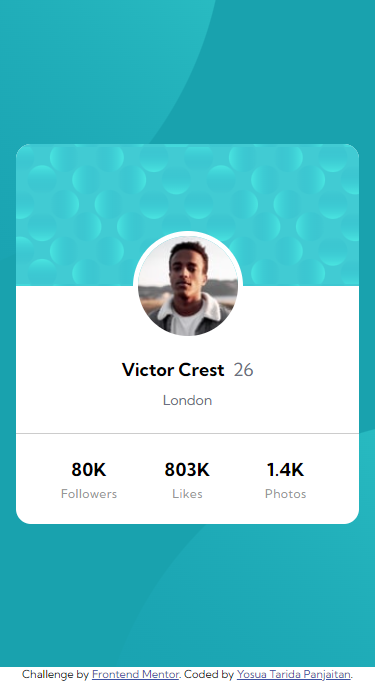 Victor Crest 26
London
80K 803K 1.4K
Followers Likes Photos
Challenge by Frontend Mentor. Coded by Yosua Tarida Panjaitan.